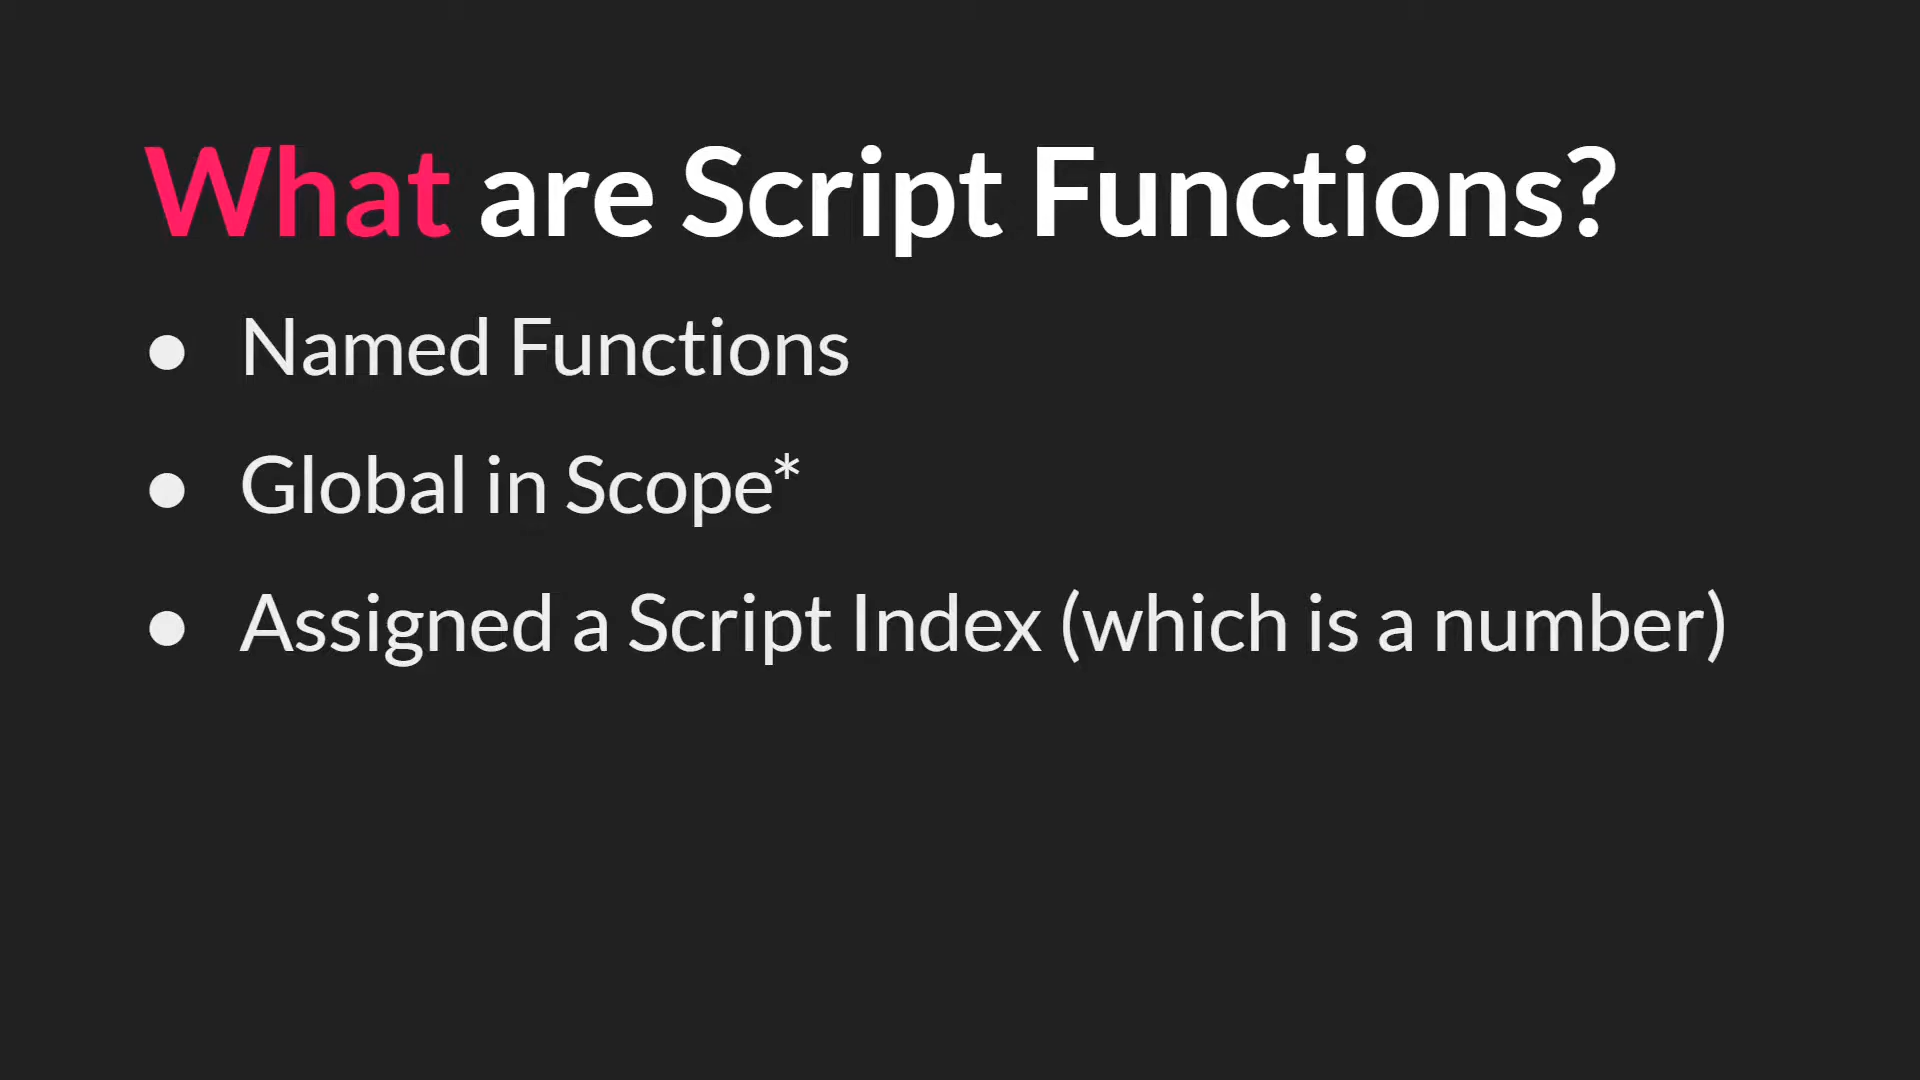 What are Script Functions?
● Named Functions
● Global in Scope*
● Assigned a Script Index (which is a number)